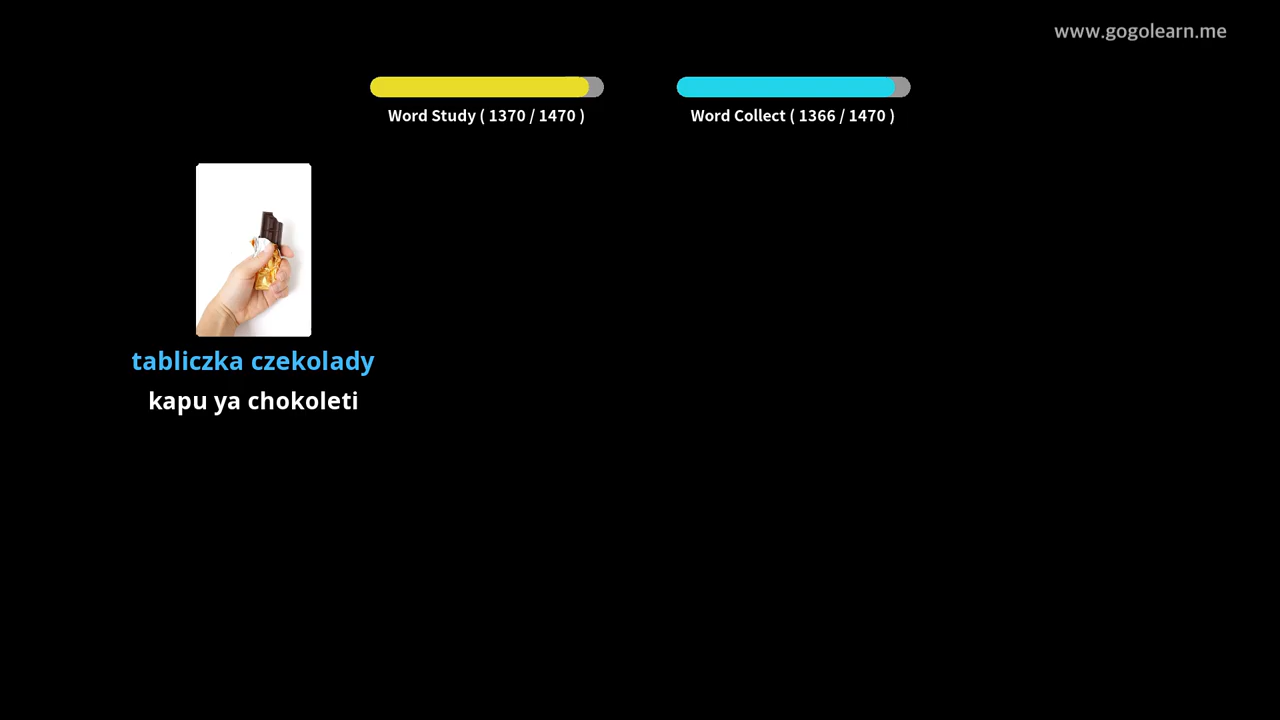 www.gogolearn.me
Word Study ( 1370 / 1470 )
Word Collect ( 1366 / 1470 )
tabliczka czekolady
kapu ya chokoleti